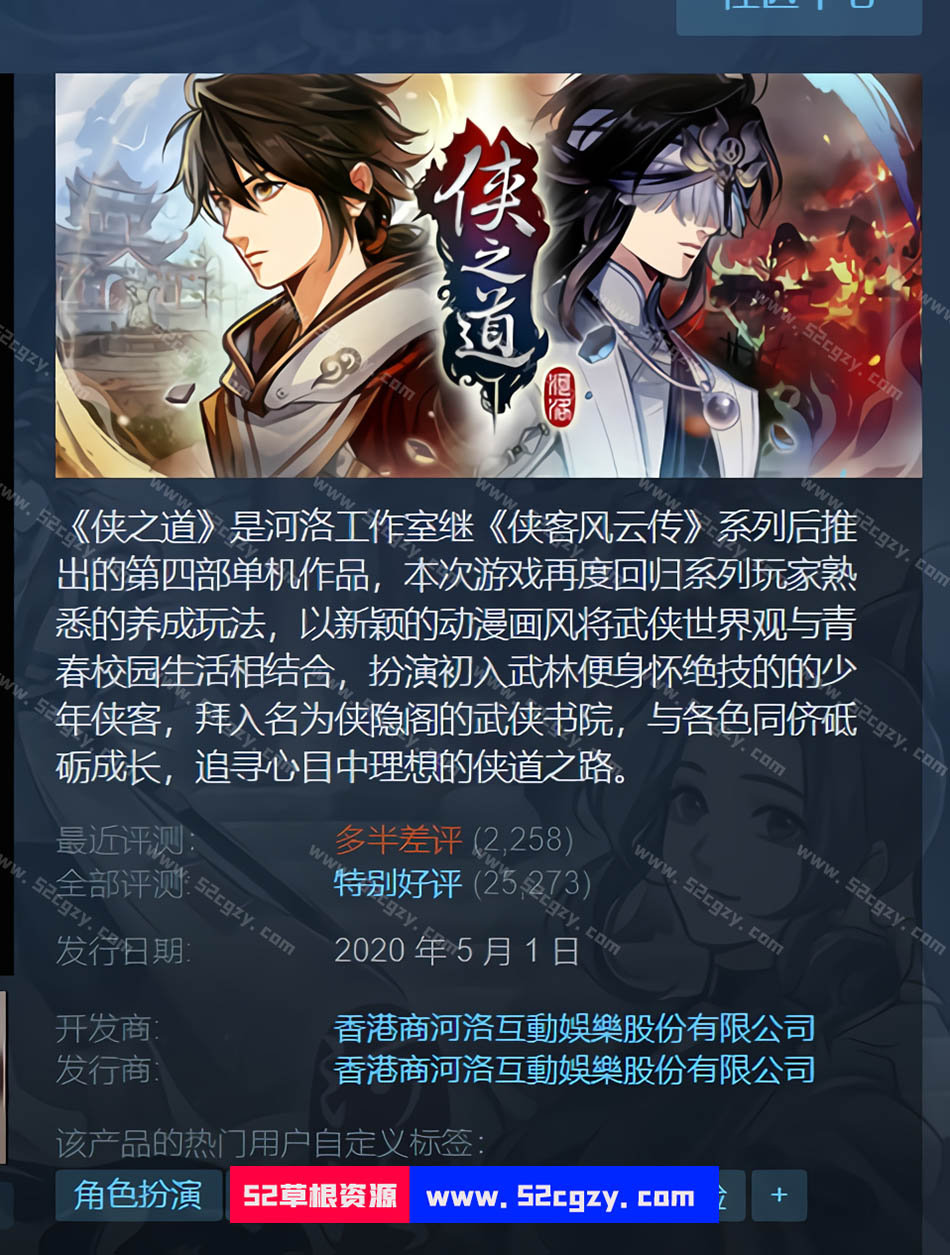 侠之道
河洛
《侠之道》是河洛工作室继《侠客风云传》系列后推
出的第四部单机作品，本次游戏再度回归系列玩家熟
悉的养成玩法，以新颖的动漫画风将武侠世界观与青
春校园生活相结合，扮演初入武林便身怀绝技的的少
年侠客，拜入名为侠隐阁的武侠书院，与各色同侪砥
砺成长，追寻心目中理想的侠道之路。
最近评测: 多半差评 (2,258)
全部评测: 特别好评 (25,273)
发行日期: 2020 年 5 月 1 日
开发商: 香港商河洛互動娛樂股份有限公司
发行商: 香港商河洛互動娛樂股份有限公司
该产品的热门用户自定义标签:
角色扮演 52草根资源 www.52cgzy.com +